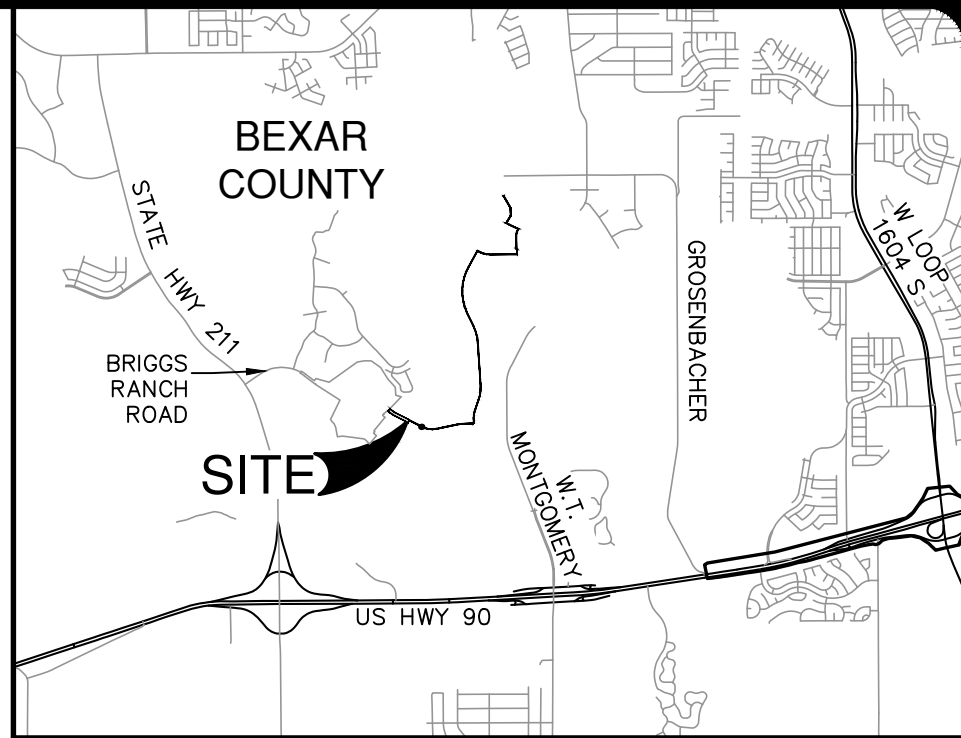 BEXAR
COUNTY
STATE HWY 211
W LOOP
1604 S
GROSENBACHER
BRIGGS
RANCH
ROAD
SITE
W.T.
MONTGOMERY
US HWY 90